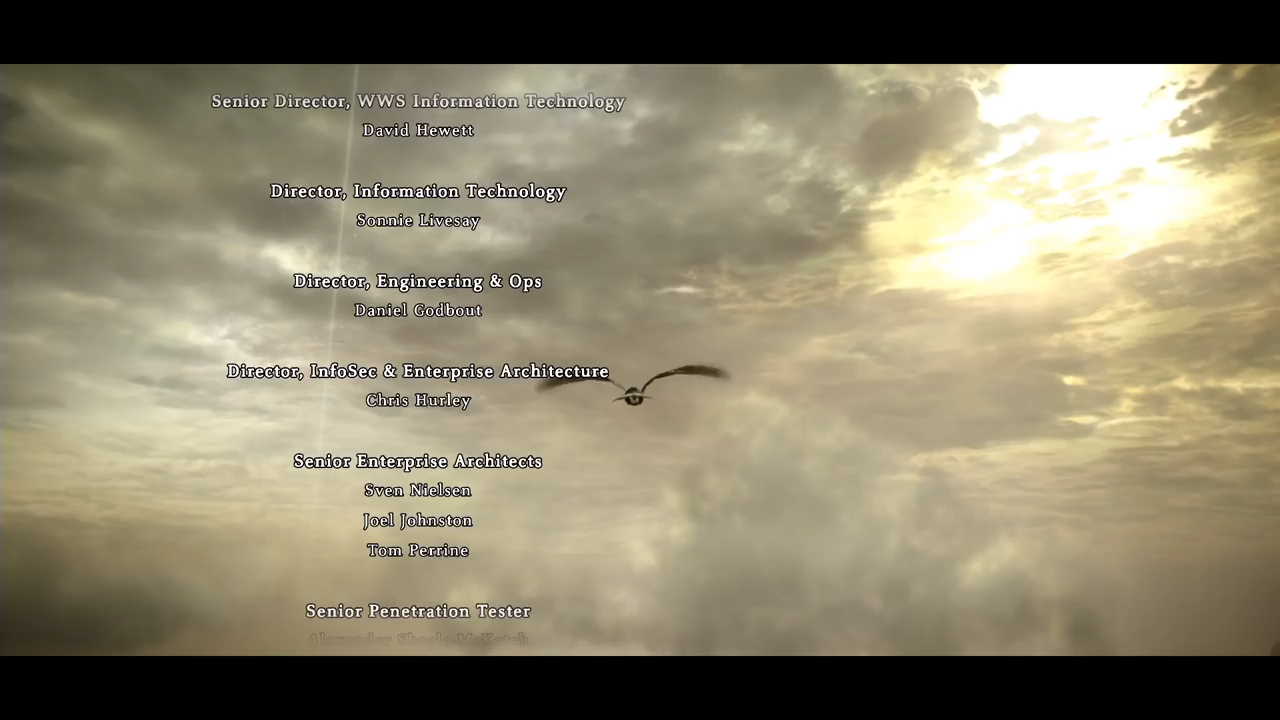 Senior Director, WWS Information Technology
David Hewett
Director, Information Technology
Sonnie Livesay
Director, Engineering & Ops
Daniel Godbout
Director, InfoSec & Enterprise Architecture
Chris Hurley
Senior Enterprise Architects
Sven Nielsen
Joel Johnston
Tom Perrine
Senior Penetration Tester
Alexander